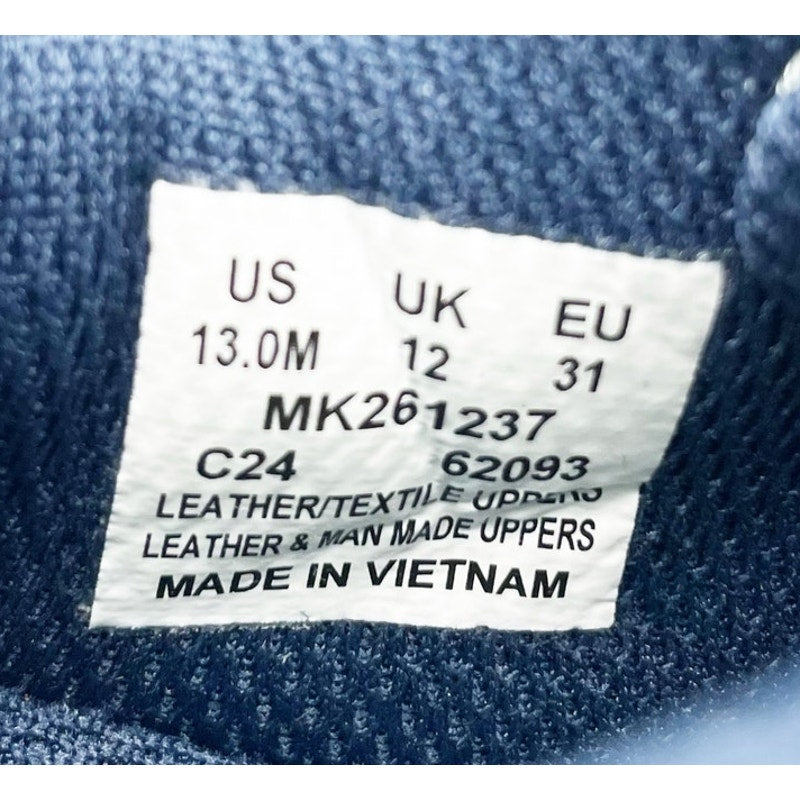 US UK EU
13.0M 12 31
MK261237
C24 62093
LEATHER/TEXTILE UPPERS
LEATHER & MAN MADE UPPERS
MADE IN VIETNAM